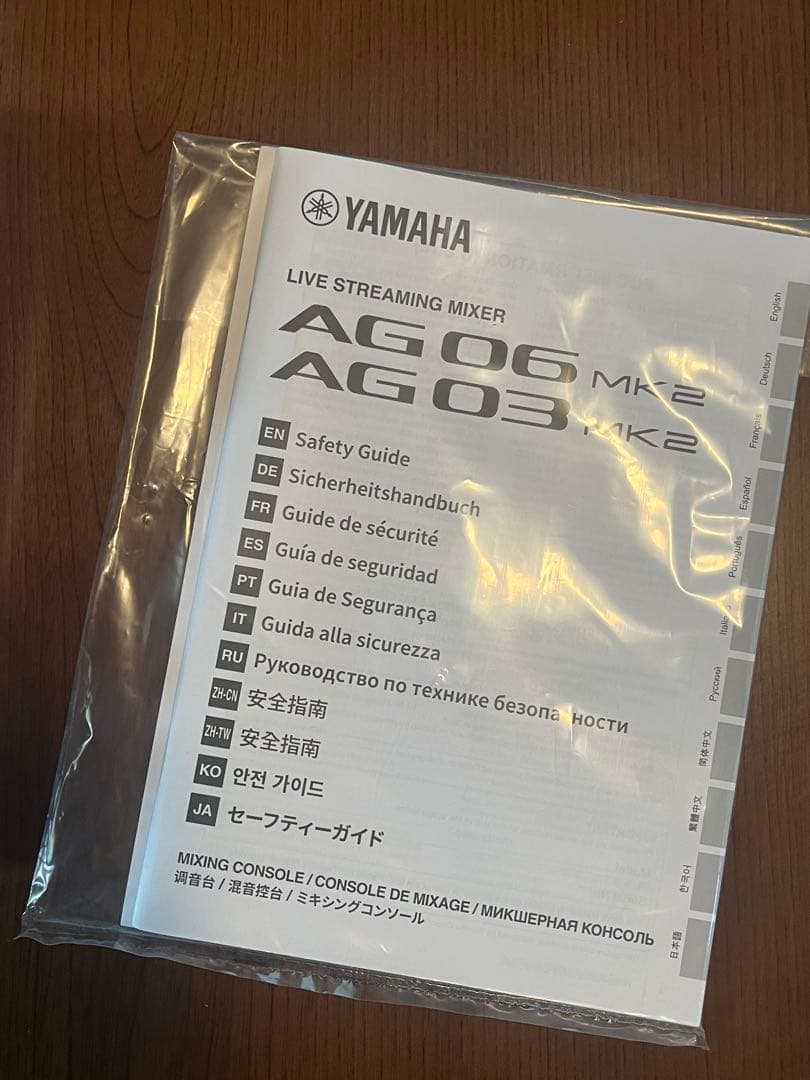 YAMAHA
LIVE STREAMING MIXER
AG06 MK2
AG03 MK2
EN Safety Guide
DE Sicherheitshandbuch
FR Guide de sécurité
ES Guía de seguridad
PT Guia de Segurança
IT Guida alla sicurezza
RU Руководство по технике безопасности
ZH-CN 安全指南
ZH-TW 安全指南
KO 안전 가이드
JA セーフティーガイド
MIXING CONSOLE / CONSOLE DE MIXAGE / МИКШЕРНАЯ КОНСОЛЬ
调音台 / 混音控台 / ミキシングコンソール
English
Deutsch
Français
Español
Português
Italiano
Русский
简体中文
繁體中文
한국어
日本語